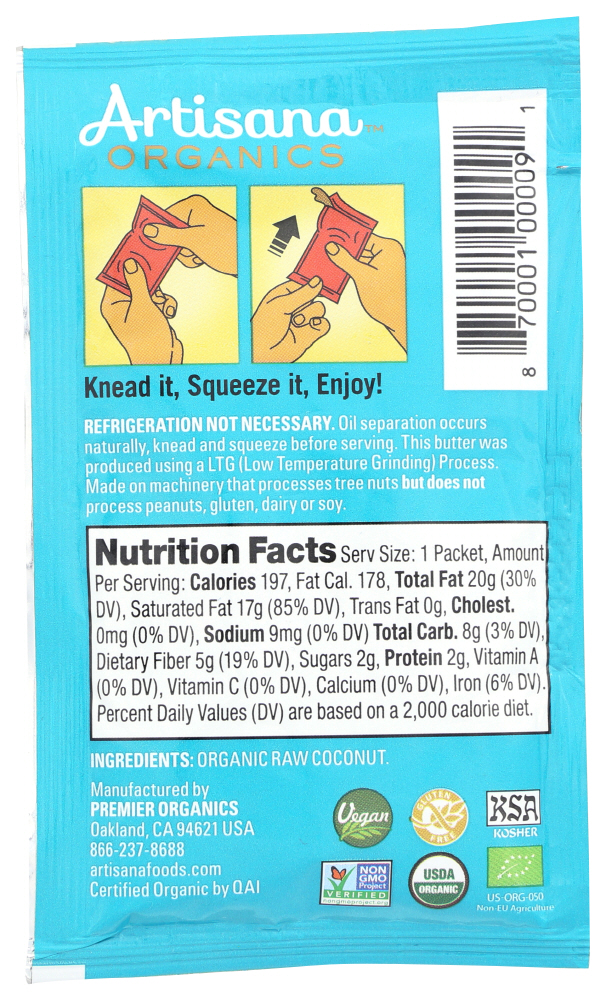 Artisana™
ORGANICS
8 70001 00009 1
Knead it, Squeeze it, Enjoy!
REFRIGERATION NOT NECESSARY. Oil separation occurs
naturally, knead and squeeze before serving. This butter was
produced using a LTG (Low Temperature Grinding) Process.
Made on machinery that processes tree nuts but does not
process peanuts, gluten, dairy or soy.
Nutrition Facts Serv Size: 1 Packet, Amount
Per Serving: Calories 197, Fat Cal. 178, Total Fat 20g (30%
DV), Saturated Fat 17g (85% DV), Trans Fat 0g, Cholest.
0mg (0% DV), Sodium 9mg (0% DV) Total Carb. 8g (3% DV),
Dietary Fiber 5g (19% DV), Sugars 2g, Protein 2g, Vitamin A
(0% DV), Vitamin C (0% DV), Calcium (0% DV), Iron (6% DV).
Percent Daily Values (DV) are based on a 2,000 calorie diet.
INGREDIENTS: ORGANIC RAW COCONUT.
Manufactured by
PREMIER ORGANICS
Oakland, CA 94621 USA
866-237-8688
artisanafoods.com
Certified Organic by QAI
Vegan
GLUTEN
FREE
KSA
KOSHER
NON
GMO
Project
VERIFIED
nongmoproject.org
USDA
ORGANIC
US-ORG-050
Non-EU Agriculture